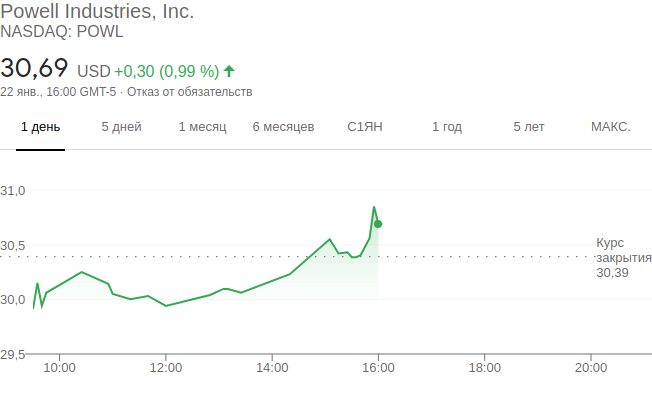 Powell Industries, Inc.
NASDAQ: POWL
30,69 USD +0,30 (0,99 %)
22 янв., 16:00 GMT-5 · Отказ от обязательств
1 день 5 дней 1 месяц 6 месяцев С1ЯН 1 год 5 лет МАКС.
31,0
30,5
30,0
29,5
Курс
закрытия
30,39
10:00 12:00 14:00 16:00 18:00 20:00